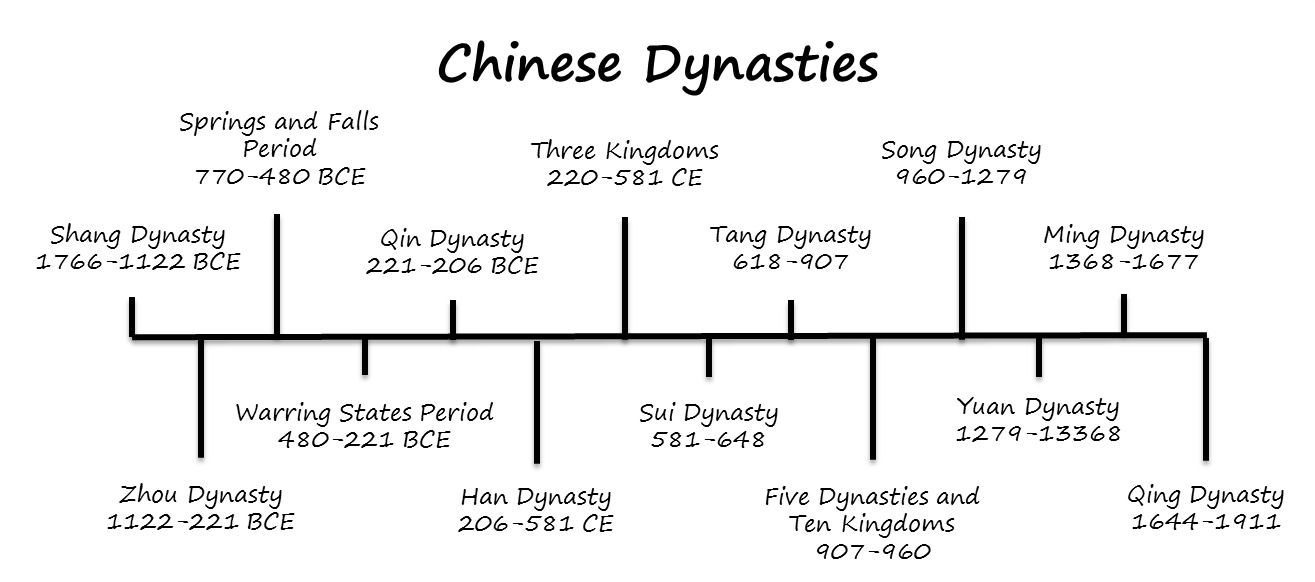 Chinese Dynasties
Shang Dynasty
1766-1122 BCE
Zhou Dynasty
1122-221 BCE
Springs and Falls
Period
770-480 BCE
Warring States Period
480-221 BCE
Qin Dynasty
221-206 BCE
Han Dynasty
206-581 CE
Three Kingdoms
220-581 CE
Sui Dynasty
581-648
Tang Dynasty
618-907
Five Dynasties and
Ten Kingdoms
907-960
Song Dynasty
960-1279
Yuan Dynasty
1279-13368
Ming Dynasty
1368-1677
Qing Dynasty
1644-1911